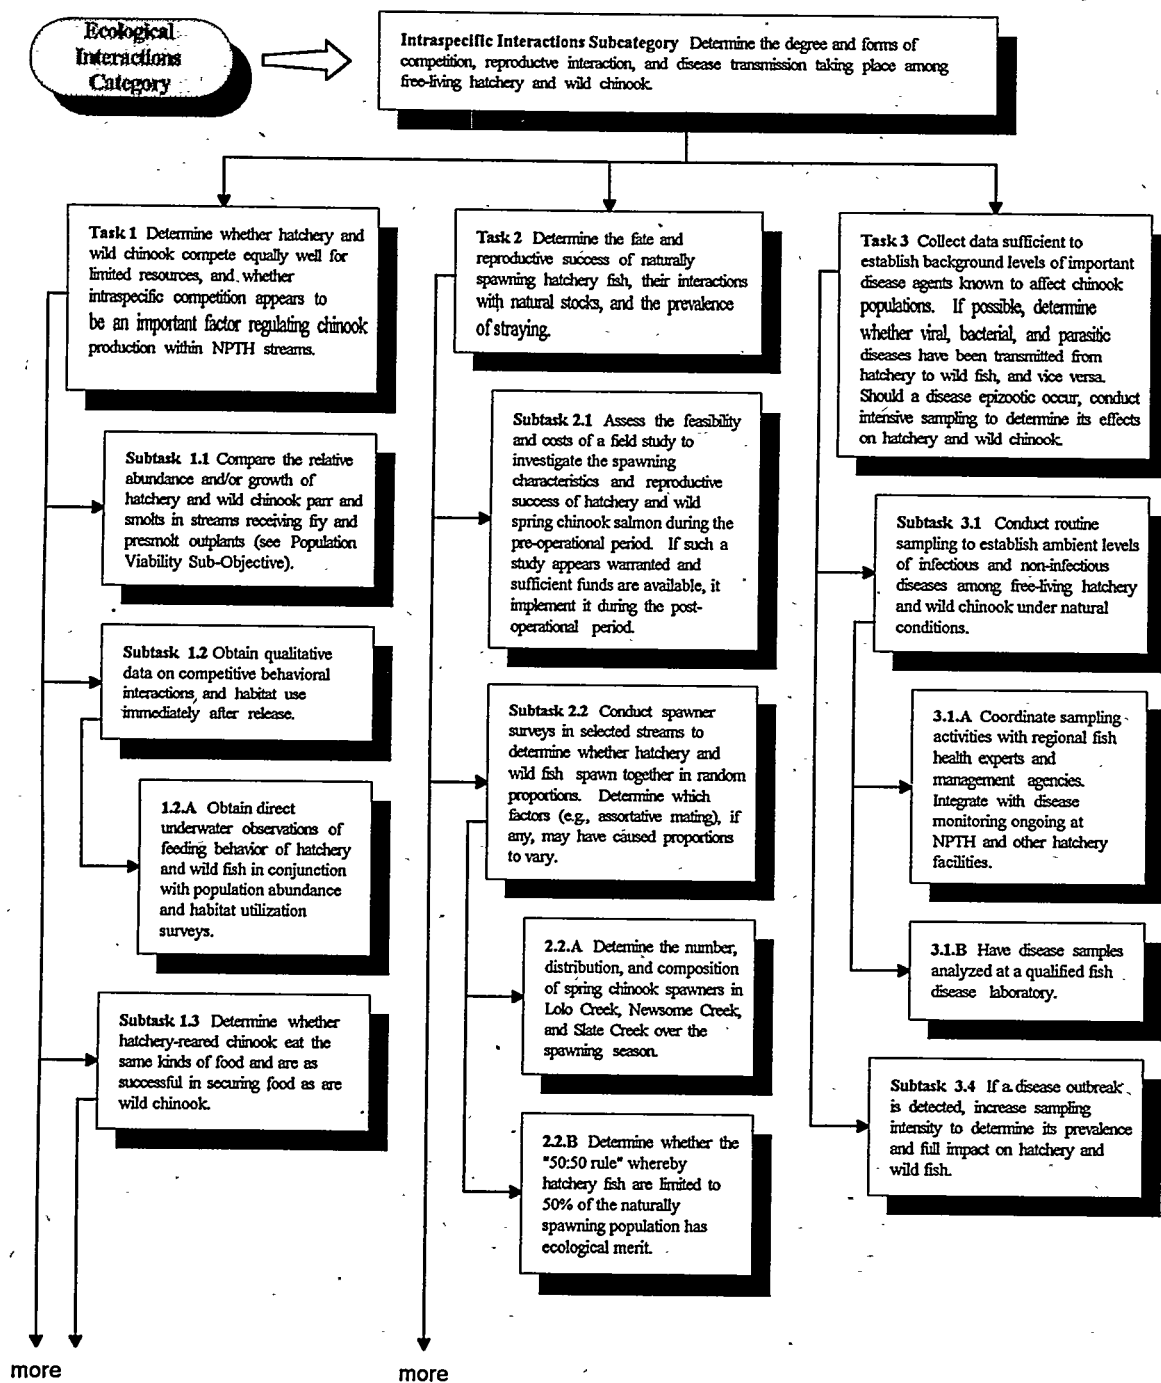 Ecological
Interactions
Category
Intraspecific Interactions Subcategory Determine the degree and forms of
competition, reproductive interaction, and disease transmission taking place among
free-living hatchery and wild chinook.
Task 1 Determine whether hatchery and
wild chinook compete equally well for
limited resources, and whether
intraspecific competition appears to
be an important factor regulating chinook
production within NPTH streams.
Subtask 1.1 Compare the relative
abundance and/or growth of
hatchery and wild chinook parr and
smolts in streams receiving fry and
presmolt outplants (see Population
Viability Sub-Objective).
Subtask 1.2 Obtain qualitative
data on competitive behavioral
interactions, and habitat use
immediately after release.
1.2.A Obtain direct
underwater observations of
feeding behavior of hatchery
and wild fish in conjunction
with population abundance
and habitat utilization
surveys.
Subtask 1.3 Determine whether
hatchery-reared chinook eat the
same kinds of food and are as
successful in securing food as are
wild chinook.
more
Task 2 Determine the fate and
reproductive success of naturally
spawning hatchery fish, their interactions
with natural stocks, and the prevalence
of straying.
Subtask 2.1 Assess the feasibility
and costs of a field study to
investigate the spawning
characteristics and reproductive
success of hatchery and wild
spring chinook salmon during the
pre-operational period. If such a
study appears warranted and
sufficient funds are available, it
implement it during the post-
operational period.
Subtask 2.2 Conduct spawner
surveys in selected streams to
determine whether hatchery and
wild fish spawn together in random
proportions. Determine which
factors (e.g., assortative mating), if
any, may have caused proportions
to vary.
2.2.A Determine the number,
distribution, and composition
of spring chinook spawners in
Lolo Creek, Newsome Creek,
and Slate Creek over the
spawning season.
2.2.B Determine whether the
"50:50 rule" whereby
hatchery fish are limited to
50% of the naturally
spawning population has
ecological merit.
more
Task 3 Collect data sufficient to
establish background levels of important
disease agents known to affect chinook
populations. If possible, determine
whether viral, bacterial, and parasitic
diseases have been transmitted from
hatchery to wild fish, and vice versa.
Should a disease epizootic occur, conduct
intensive sampling to determine its effects
on hatchery and wild chinook.
Subtask 3.1 Conduct routine
sampling to establish ambient levels
of infectious and non-infectious
diseases among free-living hatchery
and wild chinook under natural
conditions.
3.1.A Coordinate sampling
activities with regional fish
health experts and
management agencies.
Integrate with disease
monitoring ongoing at
NPTH and other hatchery
facilities.
3.1.B Have disease samples
analyzed at a qualified fish
disease laboratory.
Subtask 3.4 If a disease outbreak
is detected, increase sampling
intensity to determine its prevalence
and full impact on hatchery and
wild fish.